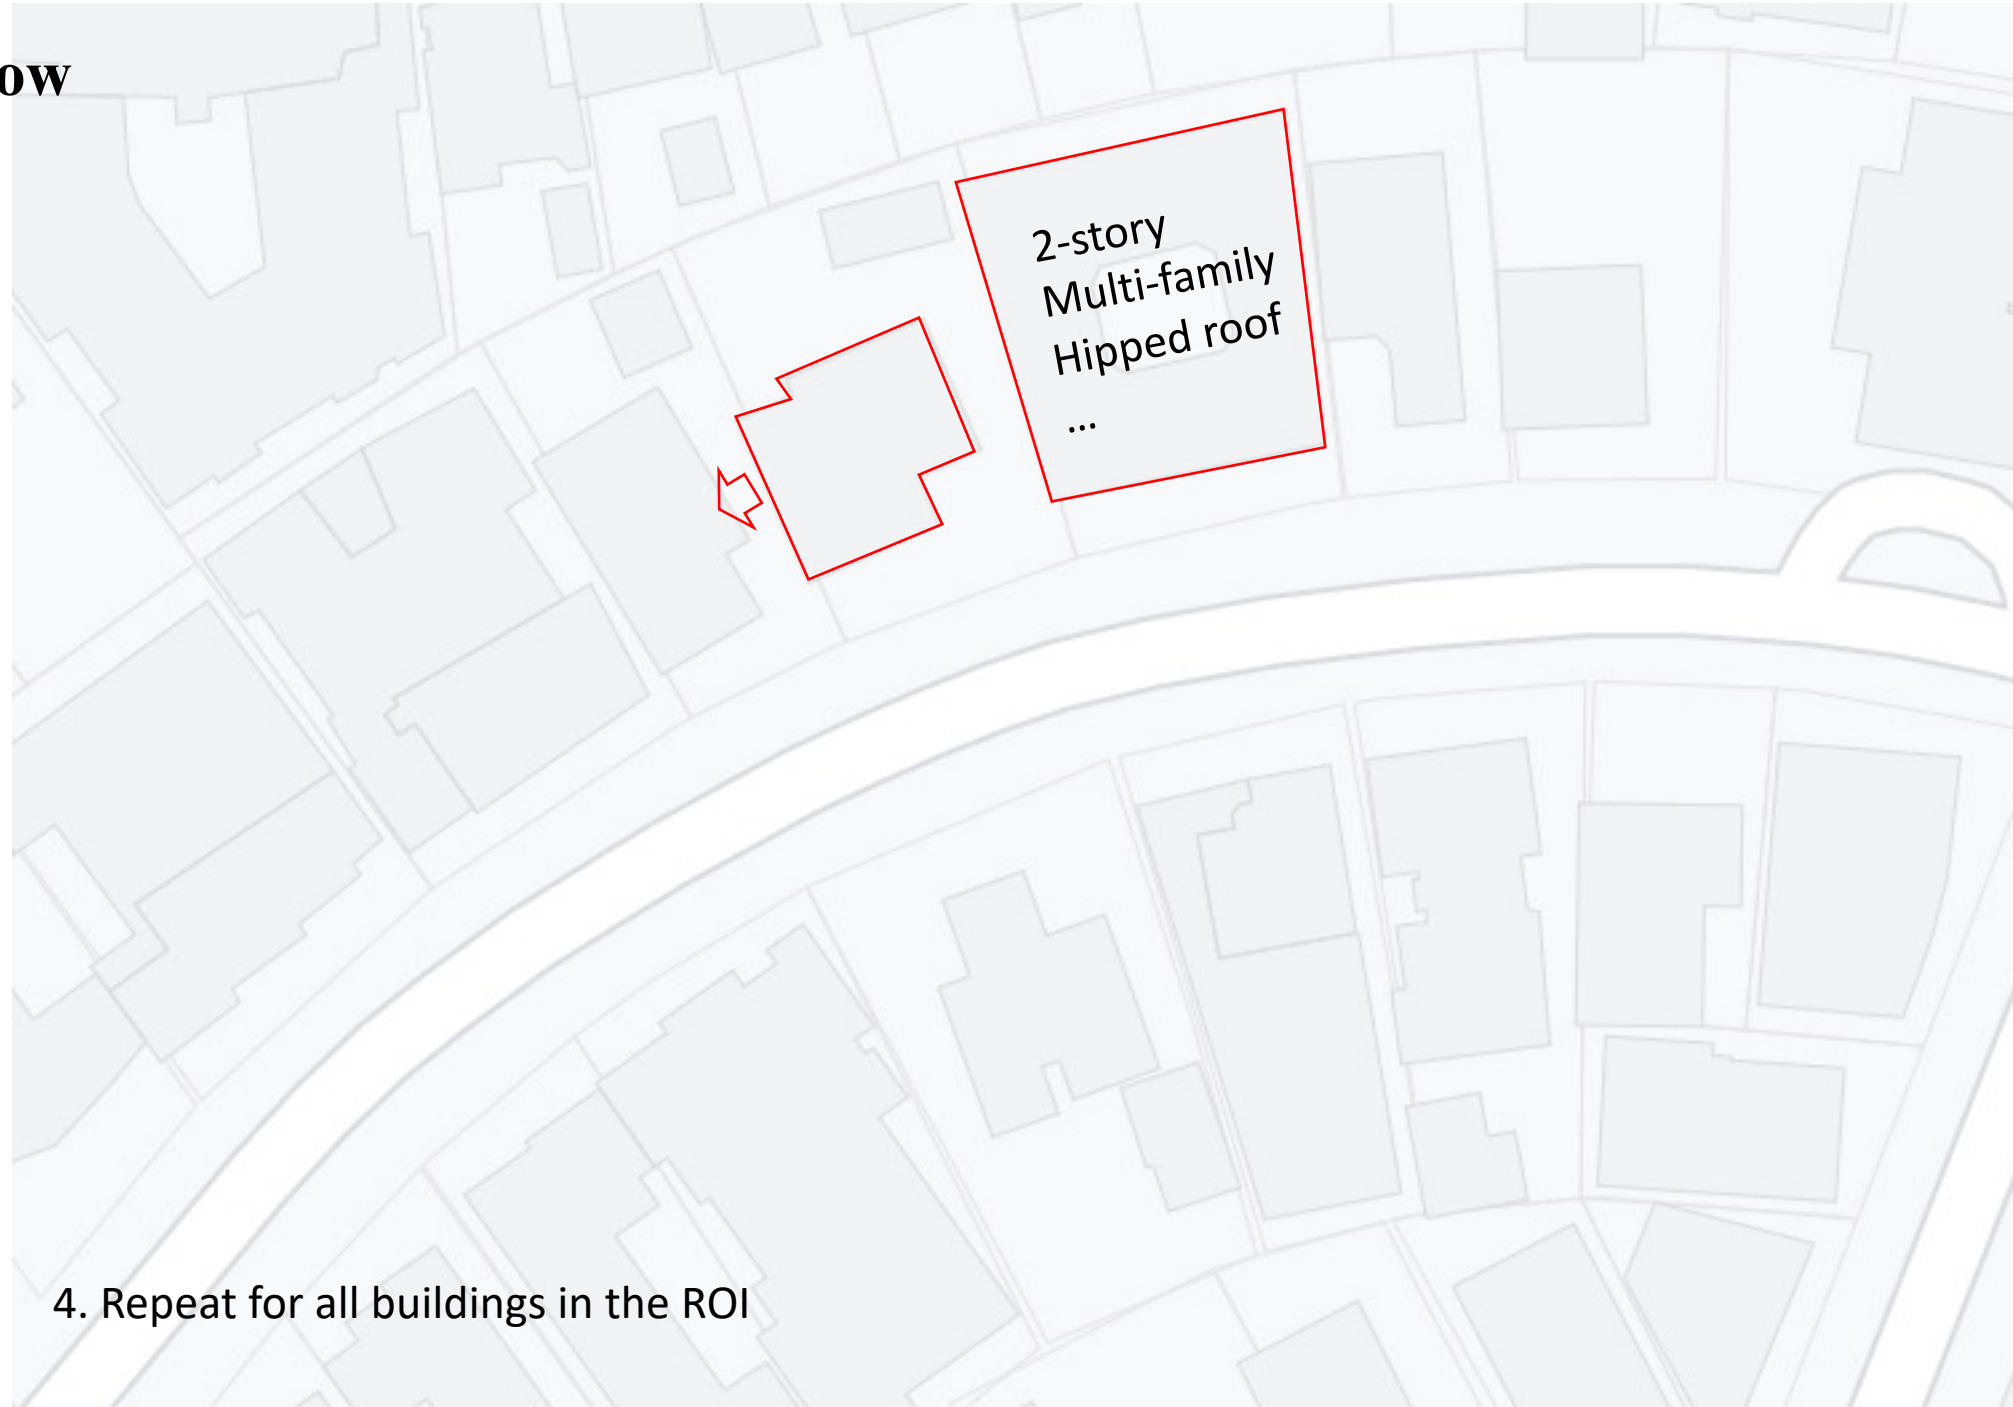 ow
2-story
Multi-family
Hipped roof
...
4. Repeat for all buildings in the ROI